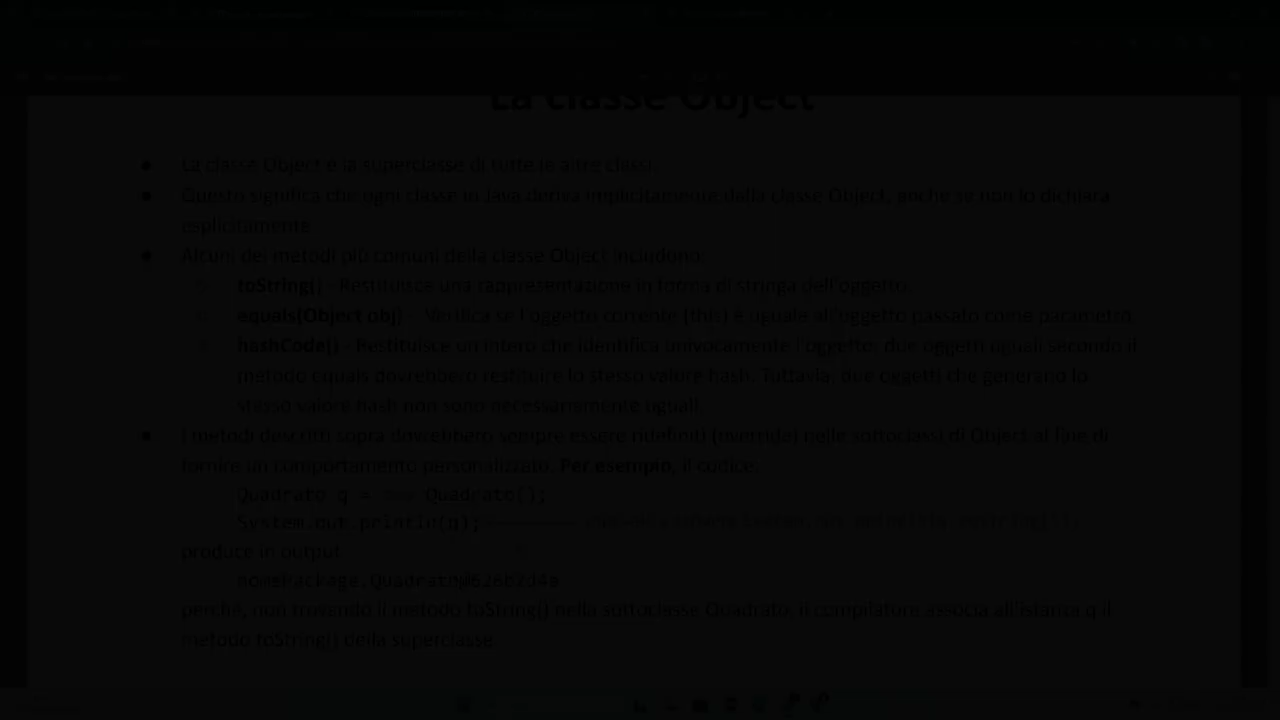 La classe Object
● La classe Object è la superclasse di tutte le altre classi
● Questo significa che ogni classe in Java deriva implicitamente dalla classe Object, anche se non lo dichiara
esplicitamente
● Alcuni dei metodi più comuni della classe Object includono:
○ toString() - Restituisce una rappresentazione in forma di stringa dell'oggetto
○ equals(Object obj) - Verifica se l'oggetto corrente (this) è uguale all'oggetto passato come parametro
○ hashCode() - Restituisce un intero che identifica univocamente l'oggetto: due oggetti uguali secondo il
metodo equals dovrebbero restituire lo stesso valore hash. Tuttavia, due oggetti che generano lo
stesso valore hash non sono necessariamente uguali.
● I metodi descritti sopra dovrebbero sempre essere ridefiniti (override) nelle sottoclassi di Object al fine di
fornire un comportamento personalizzato. Per esempio, il codice:
Quadrato q = new Quadrato();
System.out.println(q);
produce in output
nomePackage.Quadrato@
perché, non trovando il metodo toString() nella sottoclasse Quadrato, il compilatore associa all'istanza q il
metodo toString() della superclasse